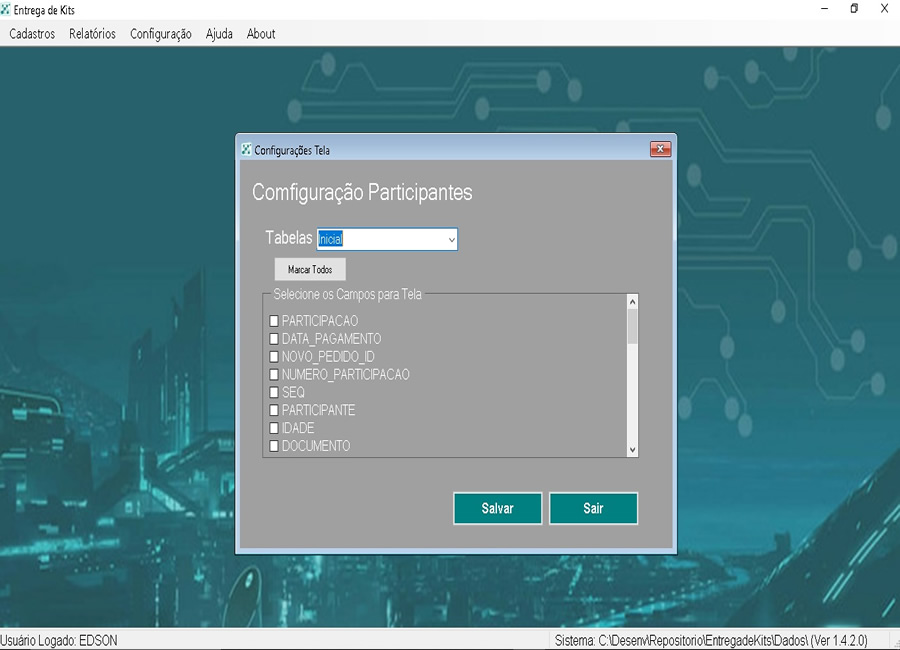 Entrega de Kits
Cadastros Relatórios Configuração Ajuda About
Configurações Tela
Comfiguração Participantes
Tabelas Inicial
Marcar Todos
Selecione os Campos para Tela
PARTICIPACAO
DATA_PAGAMENTO
NOVO_PEDIDO_ID
NUMERO_PARTICIPACAO
SEQ
PARTICIPANTE
IDADE
DOCUMENTO
Salvar Sair
Usuário Logado: EDSON Sistema: C:\Desenv\Repositorio\EntregadeKits\Dados\ (Ver 1.4.2.0)